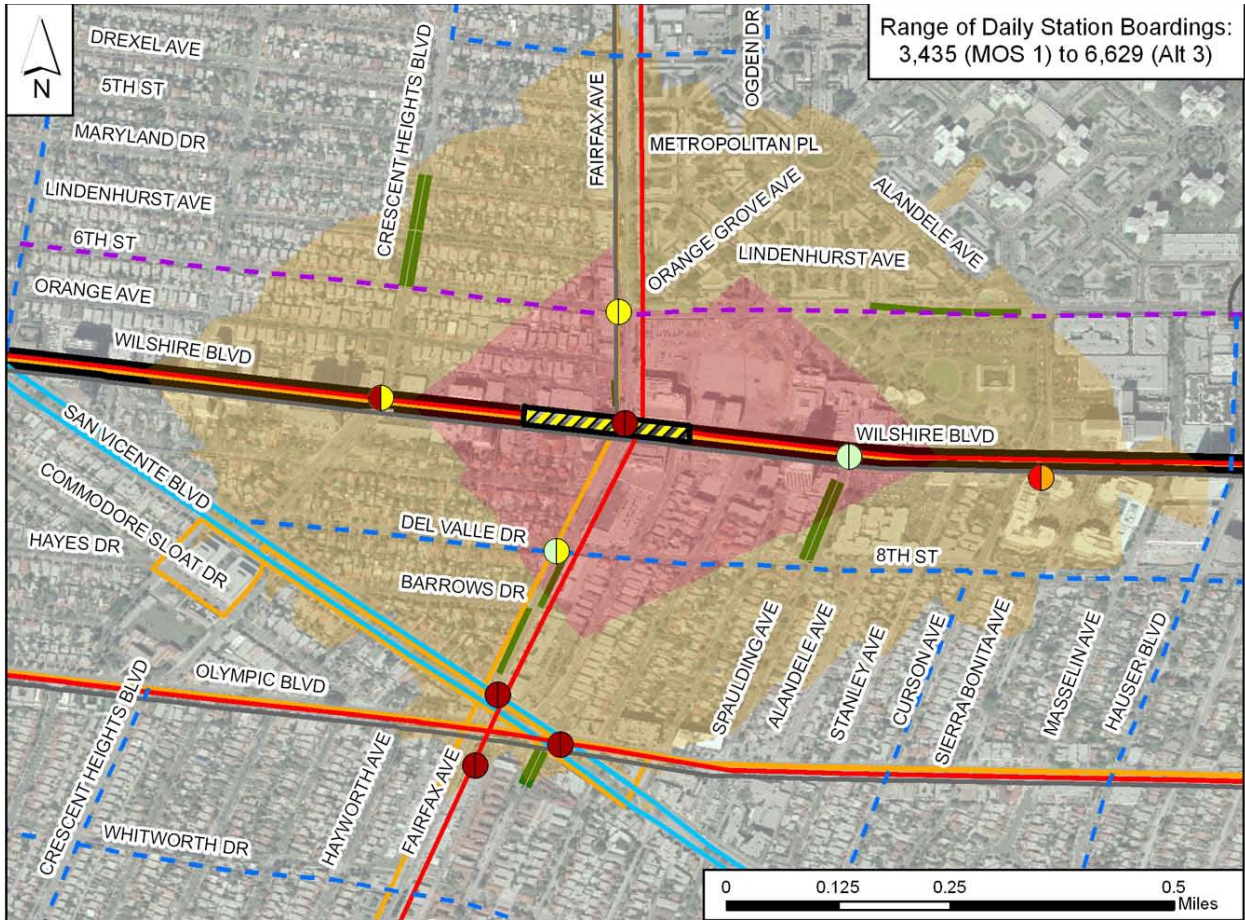 Range of Daily Station Boardings:
3,435 (MOS 1) to 6,629 (Alt 3)
N
DREXEL AVE
5TH ST
MARYLAND DR
LINDENHURST AVE
6TH ST
ORANGE AVE
WILSHIRE BLVD
CRESCENT HEIGHTS BLVD
FAIRFAX AVE
OGDEN DR
METROPOLITAN PL
ORANGE GROVE AVE
ALANDELE AVE
LINDENHURST AVE
WILSHIRE BLVD
SAN VICENTE BLVD
COMMODORE SLOAT DR
HAYES DR
DEL VALLE DR
BARROWS DR
8TH ST
OLYMPIC BLVD
CRESCENT HEIGHTS BLVD
HAYWORTH AVE
FAIRFAX AVE
WHITWORTH DR
SPAULDING AVE
ALANDELE AVE
STANLEY AVE
CURSON AVE
SIERRABONITA AVE
MASSELIN AVE
HAUSER BLVD
0 0.125 0.25 0.5
Miles